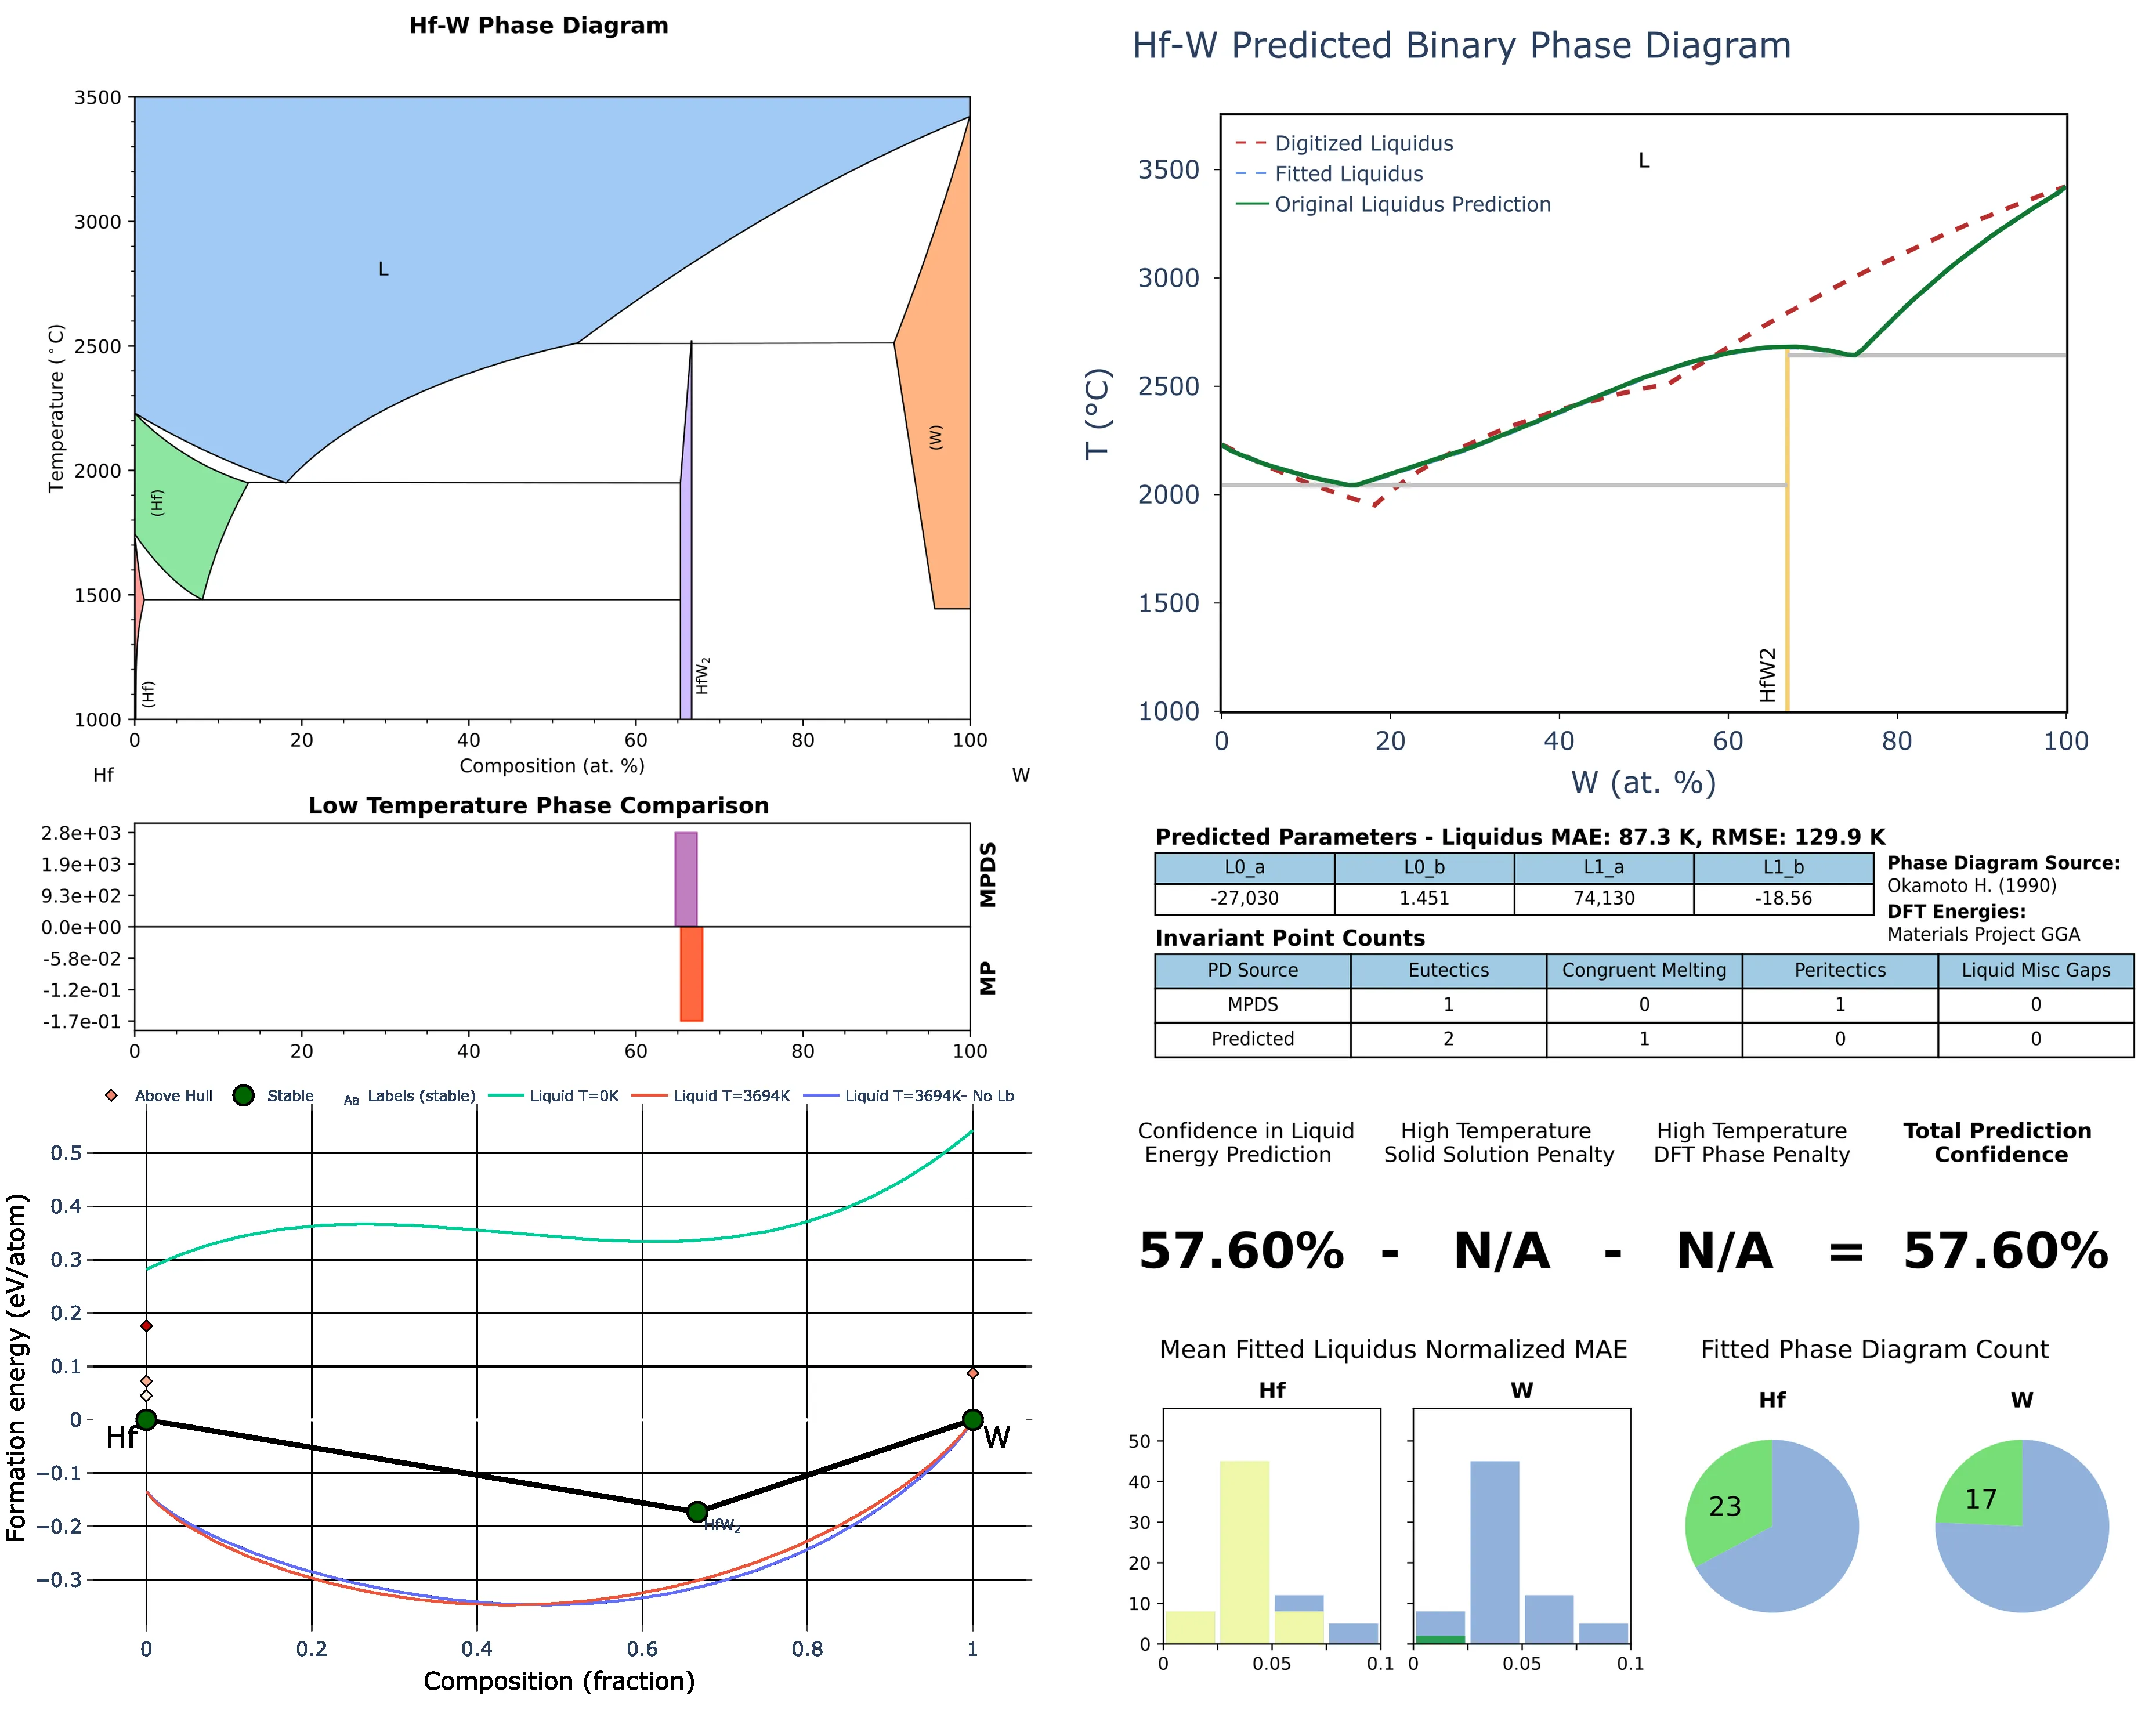 Hf-W Phase Diagram
3500
3000
2500
2000
1500
1000
Temperature (°C)
L
(Hf)
(Hf)
HfW2
(W)
0 20 40 60 80 100
Composition (at. %)
Hf W
Low Temperature Phase Comparison
2.8e+03
1.9e+03
9.3e+02
0.0e+00
-5.8e-02
-1.2e-01
-1.7e-01
MPDS
MP
0 20 40 60 80 100
Above Hull Stable Aa Labels (stable) Liquid T=0K Liquid T=3694K Liquid T=3694K- No Lb
0.5
0.4
0.3
0.2
0.1
0
−0.1
−0.2
−0.3
Formation energy (eV/atom)
Hf
W
HfW2
0 0.2 0.4 0.6 0.8 1
Composition (fraction)
Hf-W Predicted Binary Phase Diagram
Digitized Liquidus
Fitted Liquidus
Original Liquidus Prediction
L
3500
3000
2500
2000
1500
1000
T (°C)
HfW2
0 20 40 60 80 100
W (at. %)
Predicted Parameters - Liquidus MAE: 87.3 K, RMSE: 129.9 K
L0_a L0_b L1_a L1_b
-27,030 1.451 74,130 -18.56
Phase Diagram Source:
Okamoto H. (1990)
DFT Energies:
Materials Project GGA
Invariant Point Counts
PD Source Eutectics Congruent Melting Peritectics Liquid Misc Gaps
MPDS 1 0 1 0
Predicted 2 1 0 0
Confidence in Liquid
Energy Prediction
High Temperature
Solid Solution Penalty
High Temperature
DFT Phase Penalty
Total Prediction
Confidence
57.60% - N/A - N/A = 57.60%
Mean Fitted Liquidus Normalized MAE
Hf W
50
40
30
20
10
0
0 0.05 0.1
0 0.05 0.1
Fitted Phase Diagram Count
Hf W
23
17